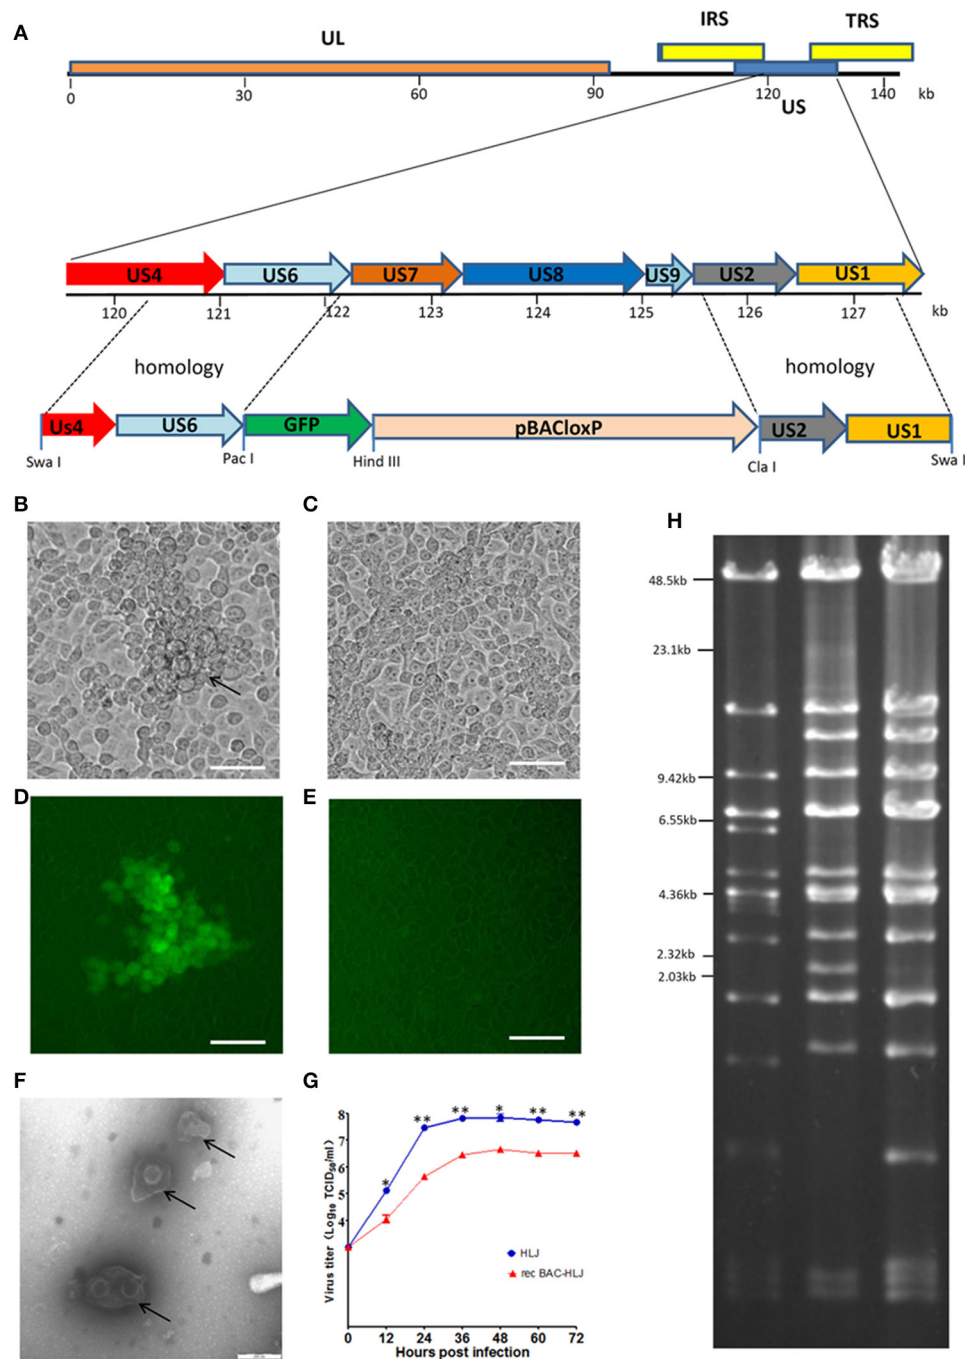 A
UL
IRS
TRS
0
30
60
90
120
140
kb
US
US4
US6
US7
US8
US9
US2
US1
120
121
122
123
124
125
126
127
kb
homology
homology
Us4
US6
GFP
pBACloxP
US2
US1
Swa I
Pac I
Hind III
Cla I
Swa I
B
C
H
48.5kb
23.1kb
9.42kb
6.55kb
4.36kb
2.32kb
2.03kb
D
E
F
G
Virus titer (Log10 TCID50/ml)
8
7
6
5
4
*
**
**
*
**
**
HLJ
rec BAC-HLJ
0
12
24
36
48
60
72
Hours post infection